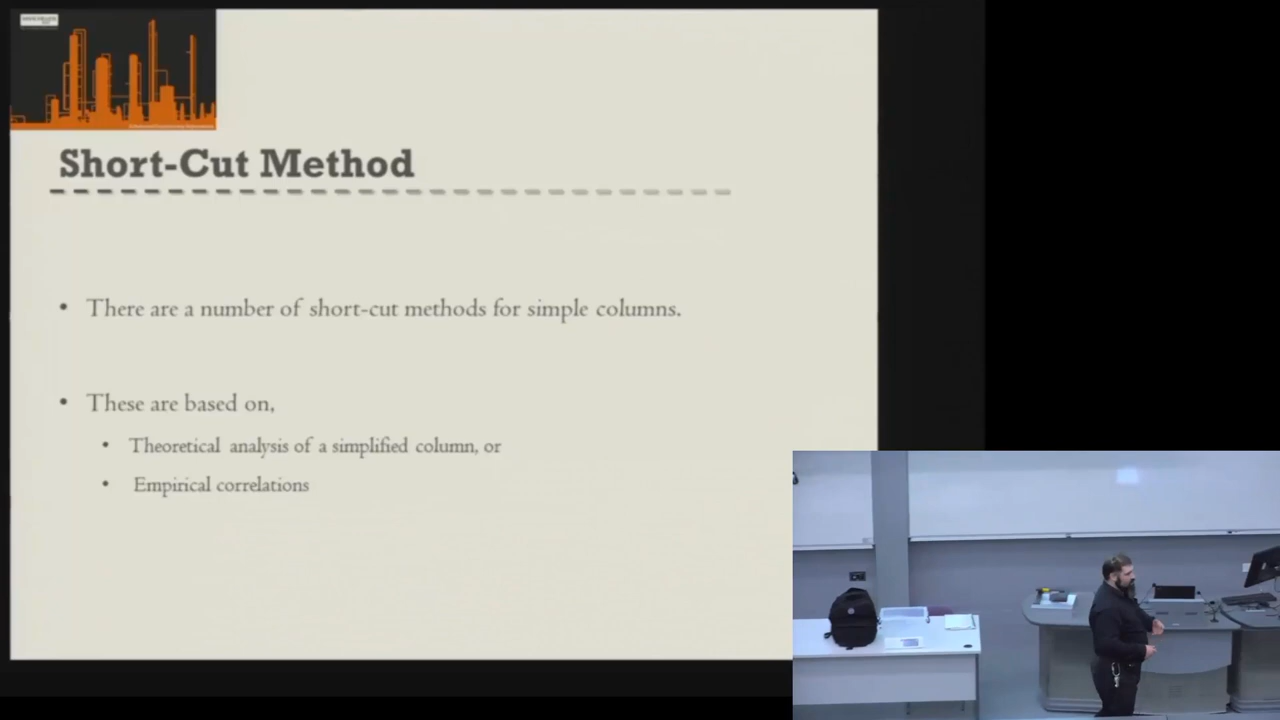 Short-Cut Method
• There are a number of short-cut methods for simple columns.
• These are based on,
• Theoretical analysis of a simplified column, or
• Empirical correlations